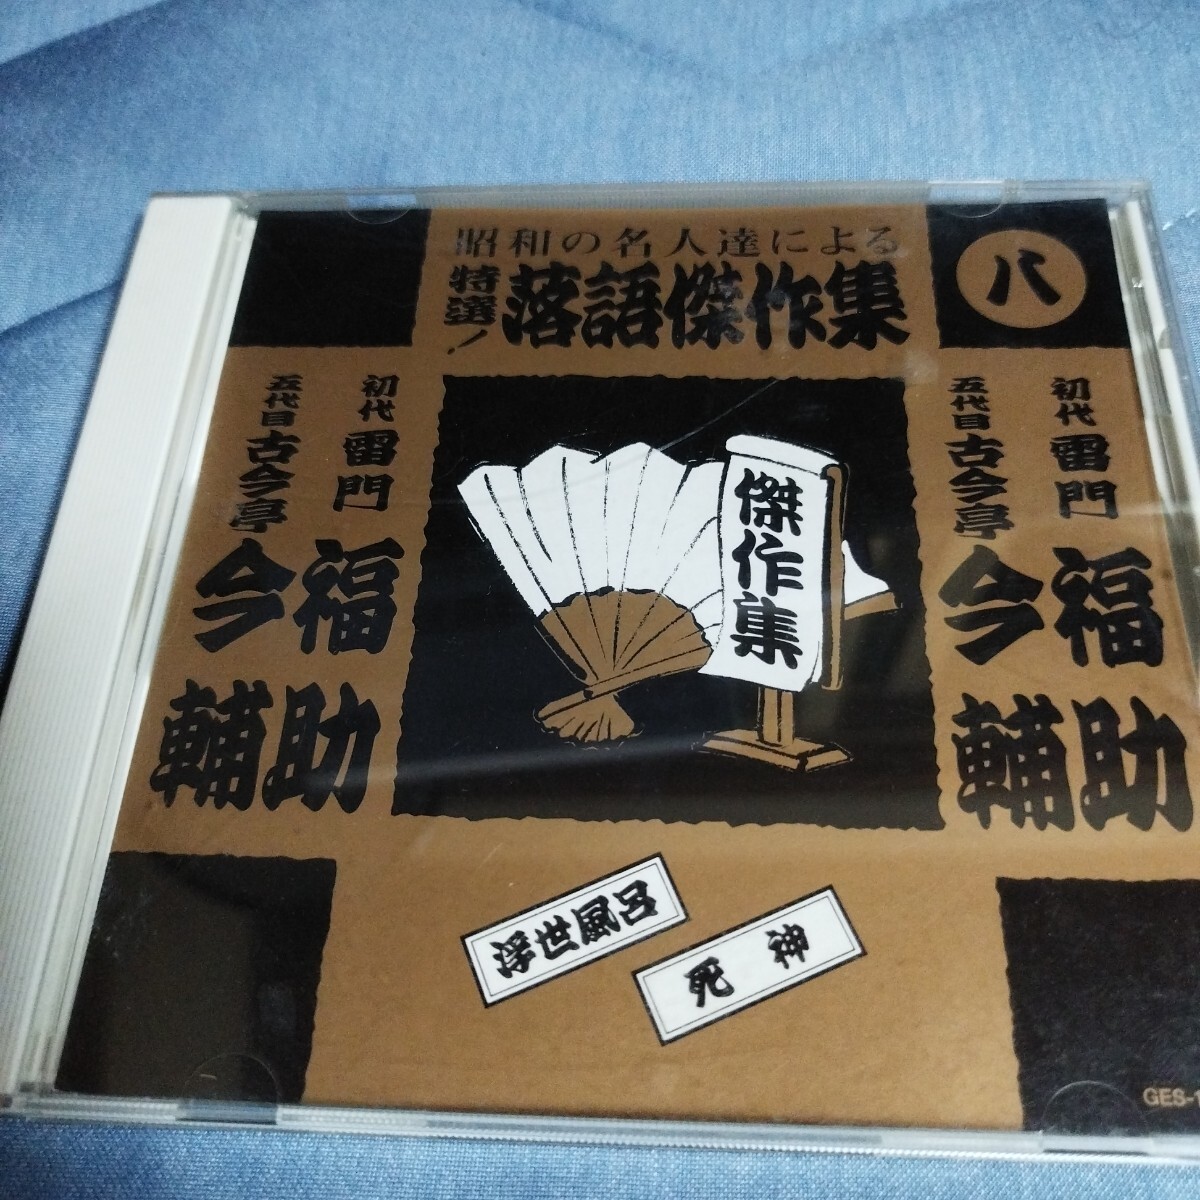 昭和の名人達による
特選!
落語傑作集
八
初代 雷門 福助
五代目 古今亭 今輔
傑作集
初代 雷門 福助
五代目 古今亭 今輔
浮世風呂
死神
GES-1